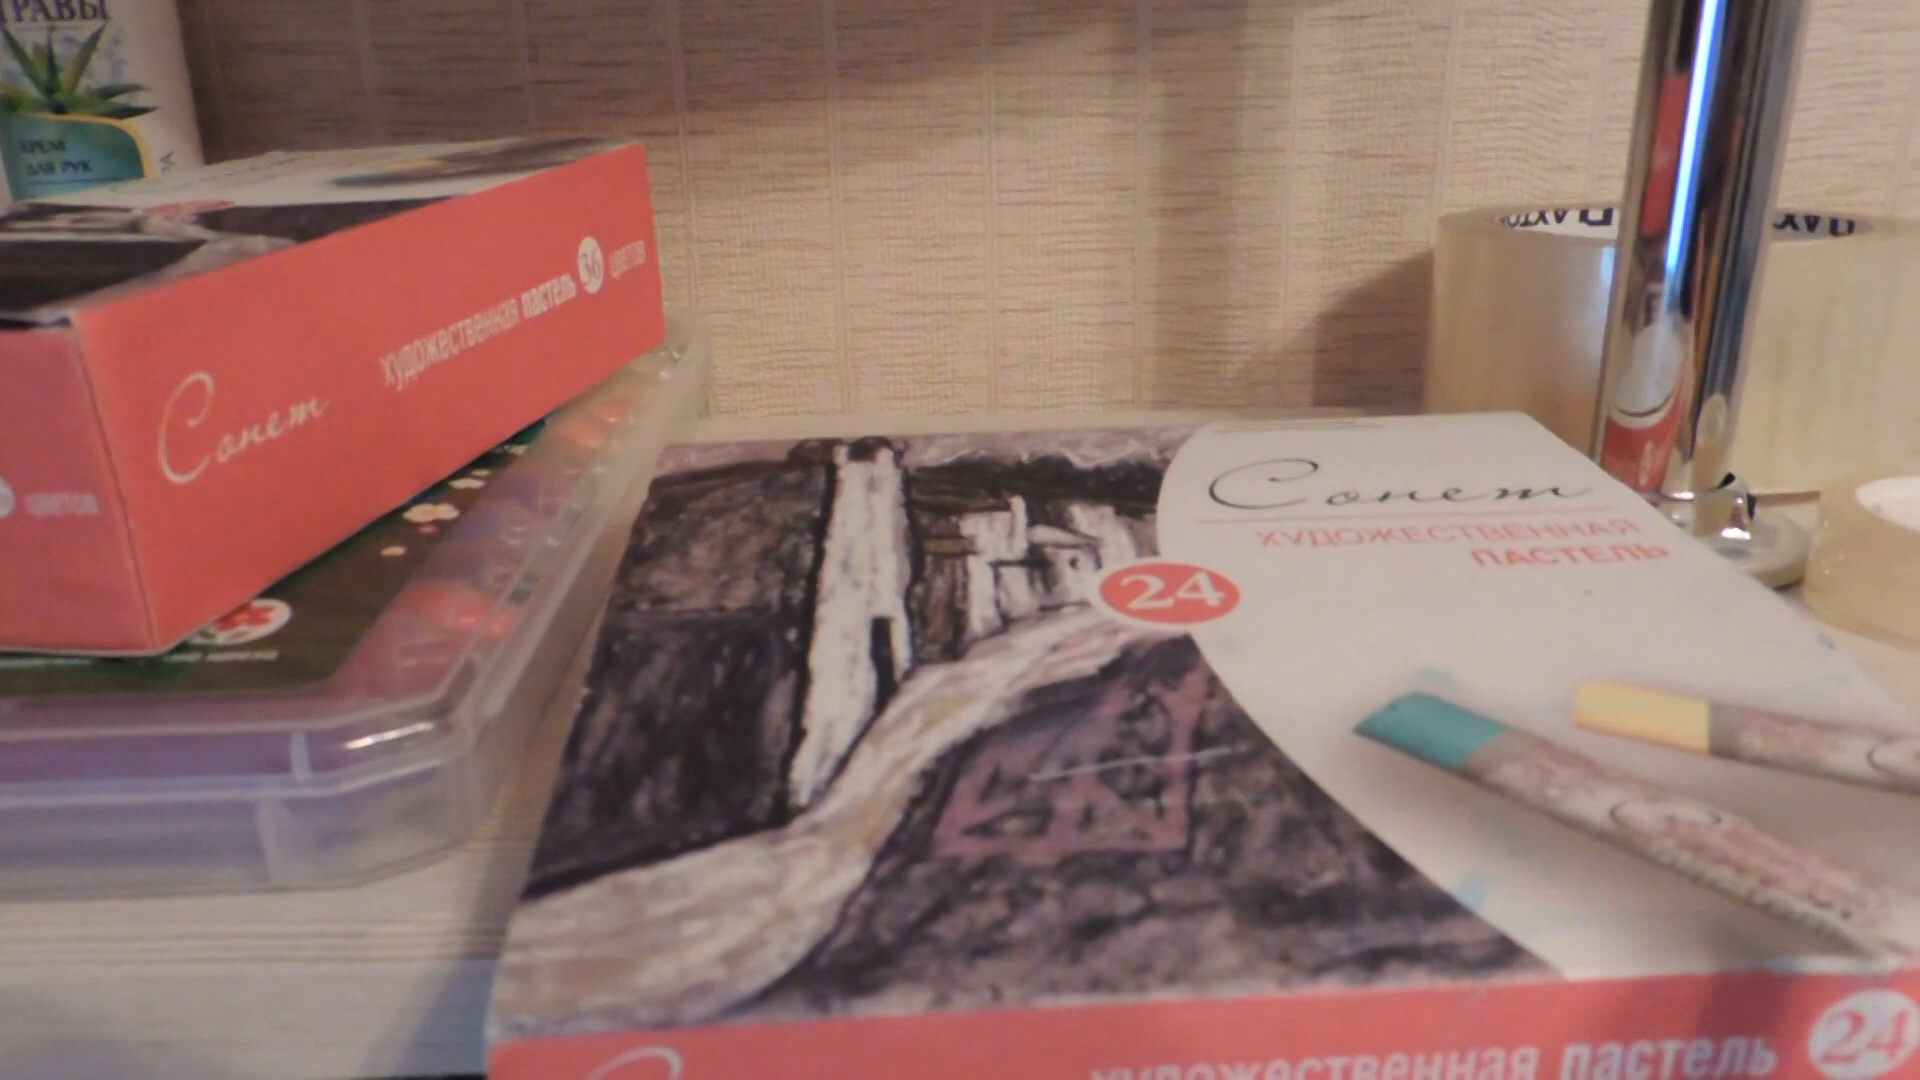 ТРАВЫ
КРЕМ
ДЛЯ РУК
Сонет художественная пастель 36 цветов
цветов
Сонет
ХУДОЖЕСТВЕННАЯ
ПАСТЕЛЬ
24
художественная пастель 24